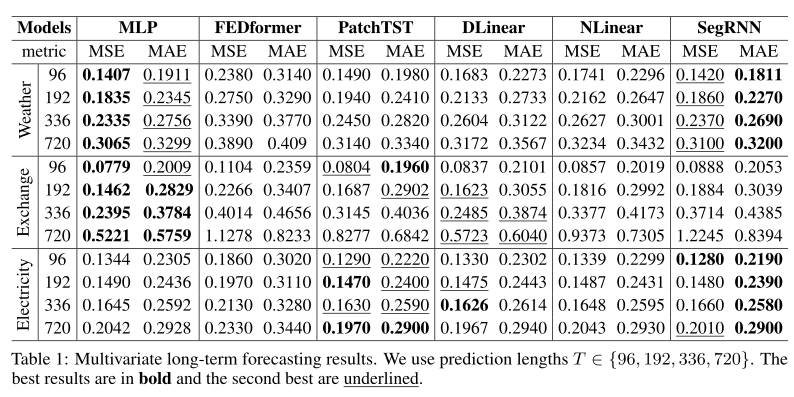 Models MLP FEDformer PatchTST DLinear NLinear SegRNN
metric MSE MAE MSE MAE MSE MAE MSE MAE MSE MAE MSE MAE
Weather
96 0.1407 0.1911 0.2380 0.3140 0.1490 0.1980 0.1683 0.2273 0.1741 0.2296 0.1420 0.1811
192 0.1835 0.2345 0.2750 0.3290 0.1940 0.2410 0.2133 0.2733 0.2162 0.2647 0.1860 0.2270
336 0.2335 0.2756 0.3390 0.3770 0.2450 0.2820 0.2604 0.3122 0.2627 0.3001 0.2370 0.2690
720 0.3065 0.3299 0.3890 0.409 0.3140 0.3340 0.3172 0.3567 0.3234 0.3432 0.3100 0.3200
Exchange
96 0.0779 0.2009 0.1104 0.2359 0.0804 0.1960 0.0837 0.2101 0.0857 0.2019 0.0888 0.2053
192 0.1462 0.2829 0.2266 0.3407 0.1687 0.2902 0.1623 0.3055 0.1816 0.2992 0.1884 0.3039
336 0.2395 0.3784 0.4014 0.4656 0.3145 0.4036 0.2485 0.3874 0.3377 0.4173 0.3714 0.4385
720 0.5221 0.5759 1.1278 0.8233 0.8277 0.6842 0.5723 0.6040 0.9373 0.7305 1.2245 0.8394
Electricity
96 0.1344 0.2305 0.1860 0.3020 0.1290 0.2220 0.1330 0.2302 0.1339 0.2299 0.1280 0.2190
192 0.1490 0.2436 0.1970 0.3110 0.1470 0.2400 0.1475 0.2443 0.1487 0.2431 0.1480 0.2390
336 0.1645 0.2592 0.2130 0.3280 0.1630 0.2590 0.1626 0.2614 0.1648 0.2595 0.1660 0.2580
720 0.2042 0.2928 0.2330 0.3440 0.1970 0.2900 0.1967 0.2940 0.2043 0.2930 0.2010 0.2900
Table 1: Multivariate long-term forecasting results. We use prediction lengths T ∈ {96, 192, 336, 720}. The
best results are in bold and the second best are underlined.